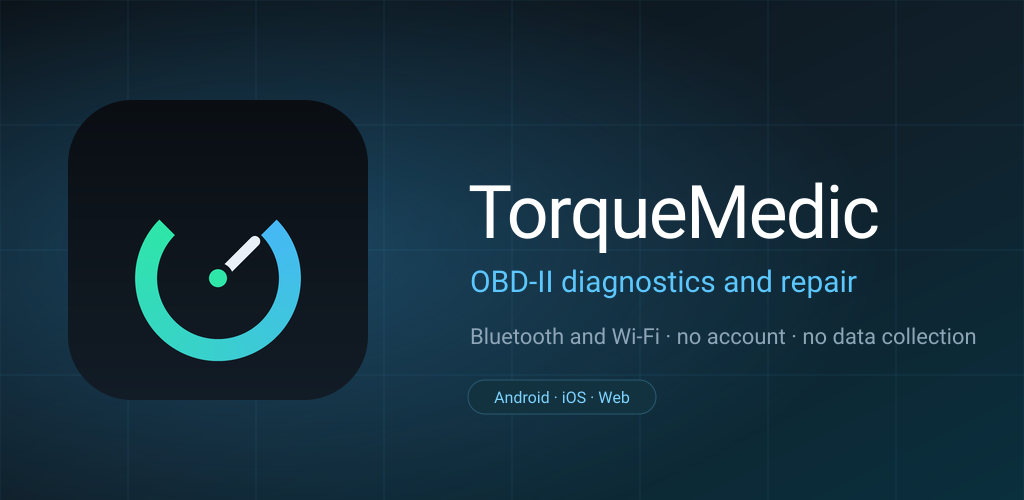 TorqueMedic
OBD-II diagnostics and repair
Bluetooth and Wi-Fi · no account · no data collection
Android · iOS · Web